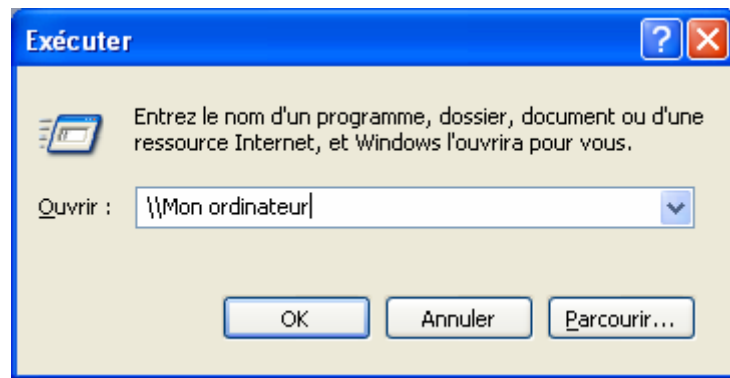 Exécuter
Entrez le nom d'un programme, dossier, document ou d'une
ressource Internet, et Windows l'ouvrira pour vous.
Ouvrir : \\Mon ordinateur
OK Annuler Parcourir...